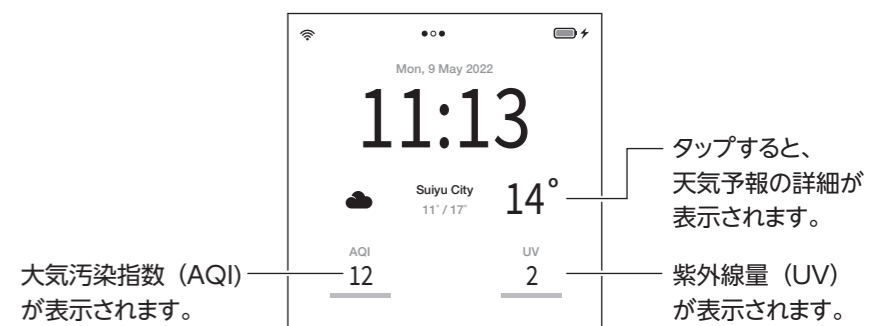 Mon, 9 May 2022
11:13
タップすると、
天気予報の詳細が
表示されます。
Suiyu City
11° / 17°
14°
AQI
12
UV
2
大気汚染指数（AQI)
が表示されます。
紫外線量（UV）
が表示されます。